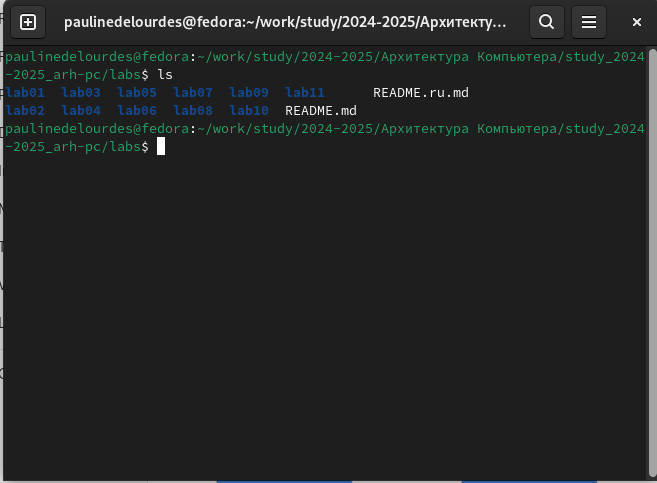 paulinedelourdes@fedora:~/work/study/2024-2025/Архитекту...
paulinedelourdes@fedora:~/work/study/2024-2025/Архитектура Компьютера/study_2024
-2025_arh-pc/labs$ ls
lab01 lab03 lab05 lab07 lab09 lab11 README.ru.md
lab02 lab04 lab06 lab08 lab10 README.md
paulinedelourdes@fedora:~/work/study/2024-2025/Архитектура Компьютера/study_2024
-2025_arh-pc/labs$